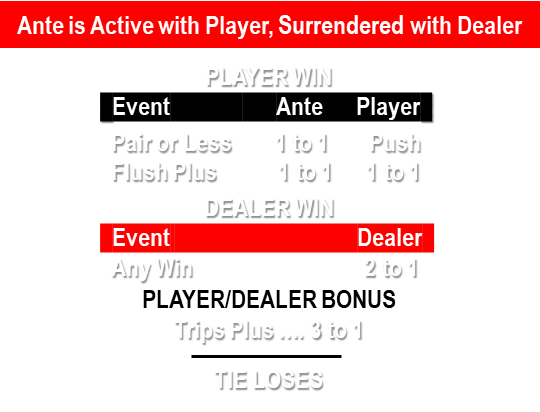 Ante is Active with Player, Surrendered with Dealer
PLAYER WIN
Event Ante Player
Pair or Less 1 to 1 Push
Flush Plus 1 to 1 1 to 1
DEALER WIN
Event Dealer
Any Win 2 to 1
PLAYER/DEALER BONUS
Trips Plus .... 3 to 1
TIE LOSES